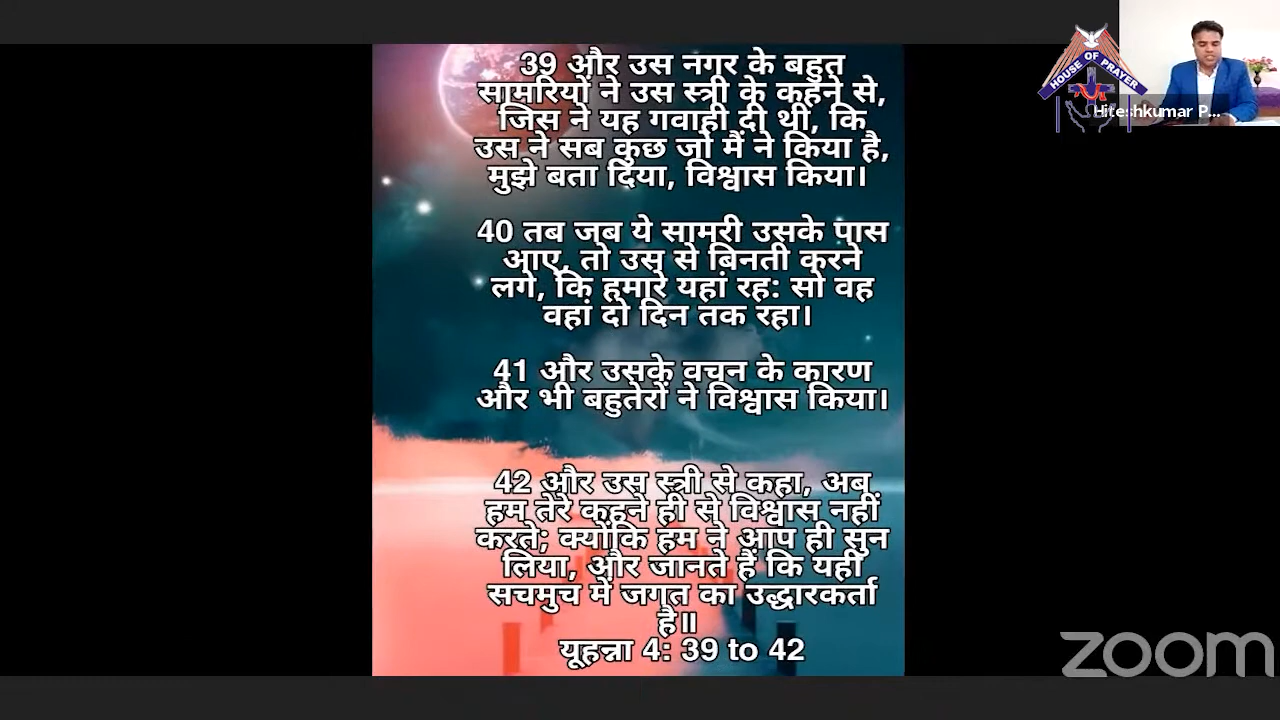 39 और उस नगर के बहुत
सामरियों ने उस स्त्री के कहने से,
जिस ने यह गवाही दी थी, कि
उस ने सब कुछ जो मैं ने किया है,
मुझे बता दिया, विश्वास किया।
40 तब जब ये सामरी उसके पास
आए, तो उस से बिनती करने
लगे, कि हमारे यहां रह: सो वह
वहां दो दिन तक रहा।
41 और उसके वचन के कारण
और भी बहुतेरों ने विश्वास किया।
42 और उस स्त्री से कहा, अब
हम तेरे कहने ही से विश्वास नहीं
करते; क्योंकि हम ने आप ही सुन
लिया, और जानते हैं कि यही
सचमुच में जगत का उद्धारकर्ता
है॥
यूहन्ना 4: 39 to 42
HOUSE OF PRAYER
Hiteshkumar P...
zoom